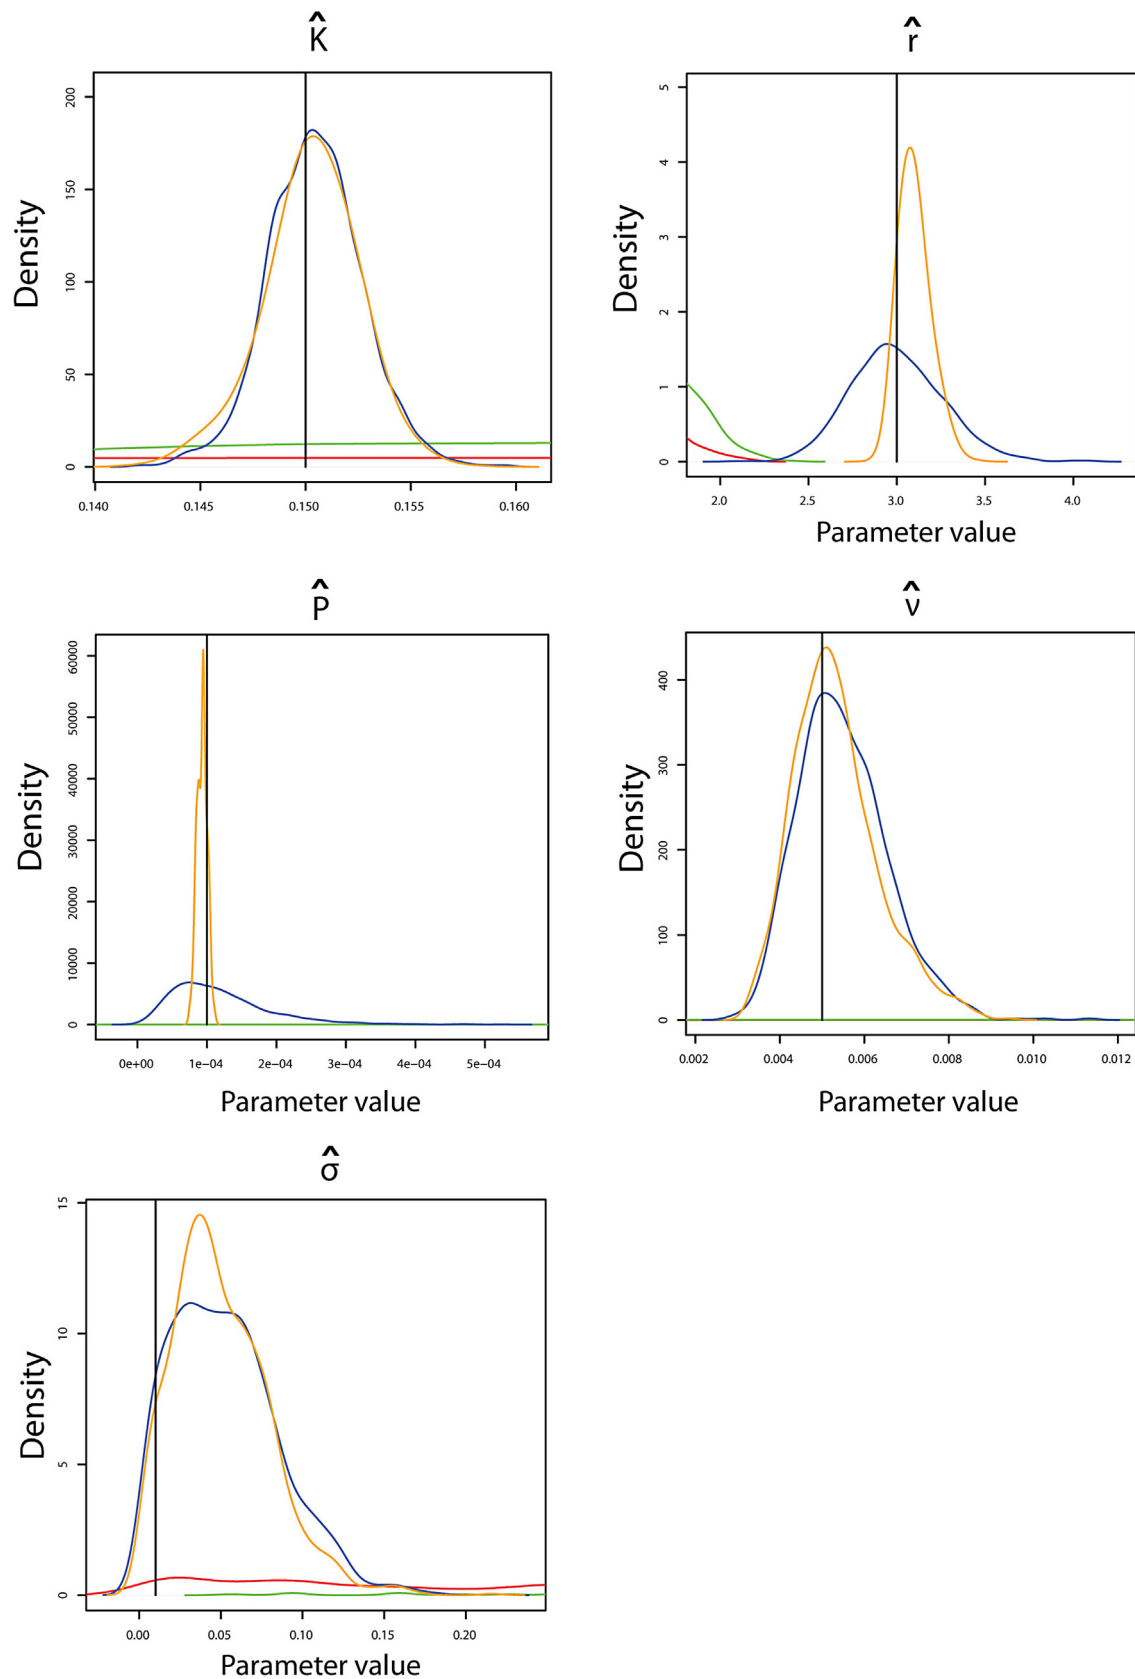 K̂
r̂
Density
200
150
100
50
0
0.140 0.145 0.150 0.155 0.160
Density
5
4
3
2
1
0
2.0 2.5 3.0 3.5 4.0
Parameter value
P̂
ν̂
Density
60000
50000
40000
30000
20000
10000
0
0e+00 1e−04 2e−04 3e−04 4e−04 5e−04
Parameter value
Density
400
300
200
100
0
0.002 0.004 0.006 0.008 0.010 0.012
Parameter value
σ̂
Density
15
10
5
0
0.00 0.05 0.10 0.15 0.20
Parameter value